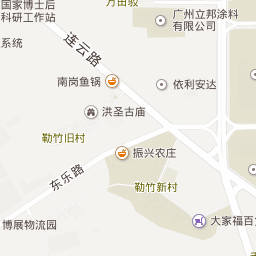 国家博士后
科研工作站
系统
万田驳
广州立邦涂料
有限公司
连云路
南岗鱼锅
依利安达
洪圣古庙
勒竹旧村
东乐路
振兴农庄
勒竹新村
博展物流园
大家福百